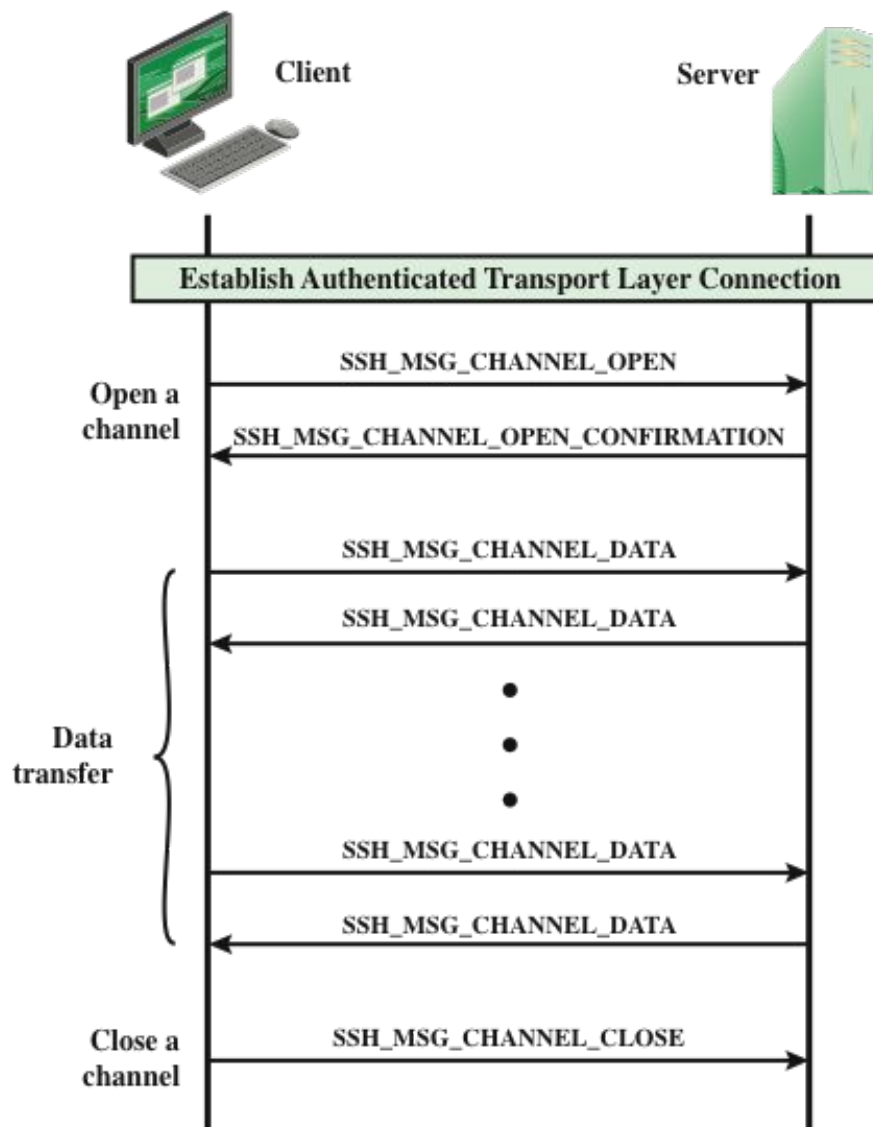 Client
Server
Establish Authenticated Transport Layer Connection
SSH_MSG_CHANNEL_OPEN
Open a
channel
SSH_MSG_CHANNEL_OPEN_CONFIRMATION
SSH_MSG_CHANNEL_DATA
SSH_MSG_CHANNEL_DATA
Data
transfer
SSH_MSG_CHANNEL_DATA
SSH_MSG_CHANNEL_DATA
Close a
channel
SSH_MSG_CHANNEL_CLOSE